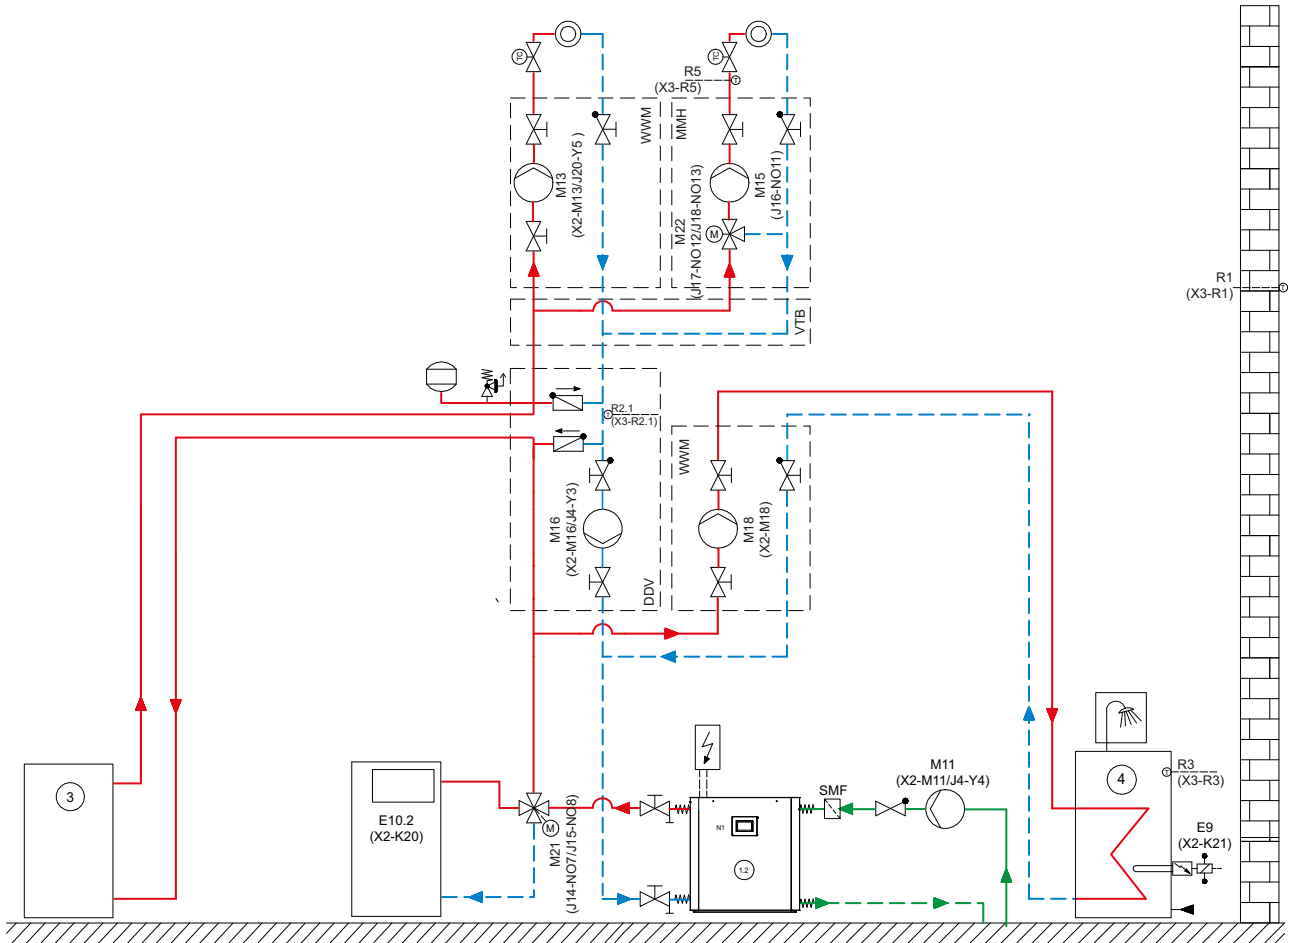 TC
TC
R5
(X3-R5)
T
WWM
MMH
M13
(X2-M13/J20-Y5 )
M15
(J16-NO11)
M22
(J17-NO12/J18-NO13)
M
VTB
R1
(X3-R1)
T
R2.1
(X3-R2.1)
T
WWM
M16
(X2-M16/J4-Y3)
M18
(X2-M18)
DDV
3
E10.2
(X2-K20)
M
M21
(J14-NO7/J15-NO8)
N1
1.2
SMF
M11
(X2-M11/J4-Y4)
4
T
R3
(X3-R3)
E9
(X2-K21)